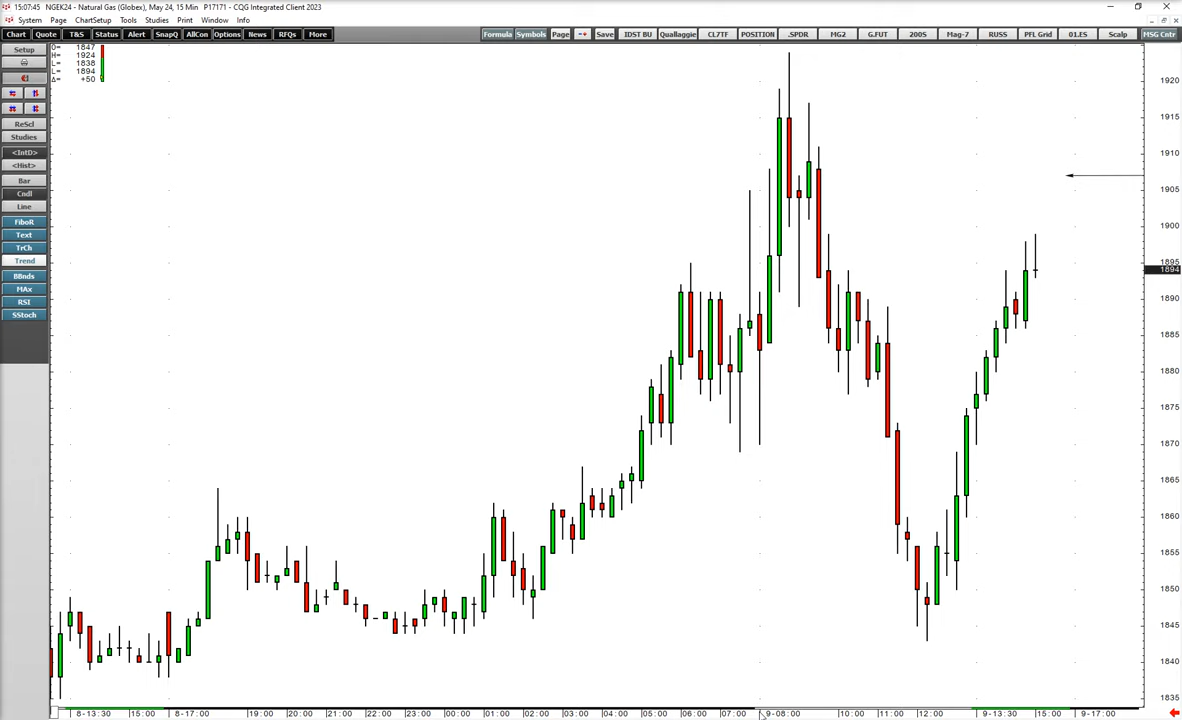 15:07:45 NGEK24 - Natural Gas (Globex), May 24, 15 Min P17171 - CQG Integrated Client 2023
System Page ChartSetup Tools Studies Print Window Info
Chart Quote T&S Status Alert SnapQ AllCon Options News RFQs More Formula Symbols Page Save IDST BU Quallaggie CL7TF POSITION .SPDR MG2 G.FUT 200S Mag-7 RUSS PFL Grid 01.ES Scalp MSG Cntr
Setup
ReScl
Studies
<IntD>
<Hist>
Bar
Cndl
Line
FiboR
Text
TrCh
Trend
BBnds
MAx
RSI
SStoch
O= 1847
H= 1924
L= 1838
L= 1894
Δ= +50
1920
1915
1910
1905
1900
1895
1894
1890
1885
1880
1875
1870
1865
1860
1855
1850
1845
1840
1835
8-13:30 15:00 8-17:00 19:00 20:00 21:00 22:00 23:00 00:00 01:00 02:00 03:00 04:00 05:00 06:00 07:00 9-08:00 10:00 11:00 12:00 9-13:30 15:00 9-17:00